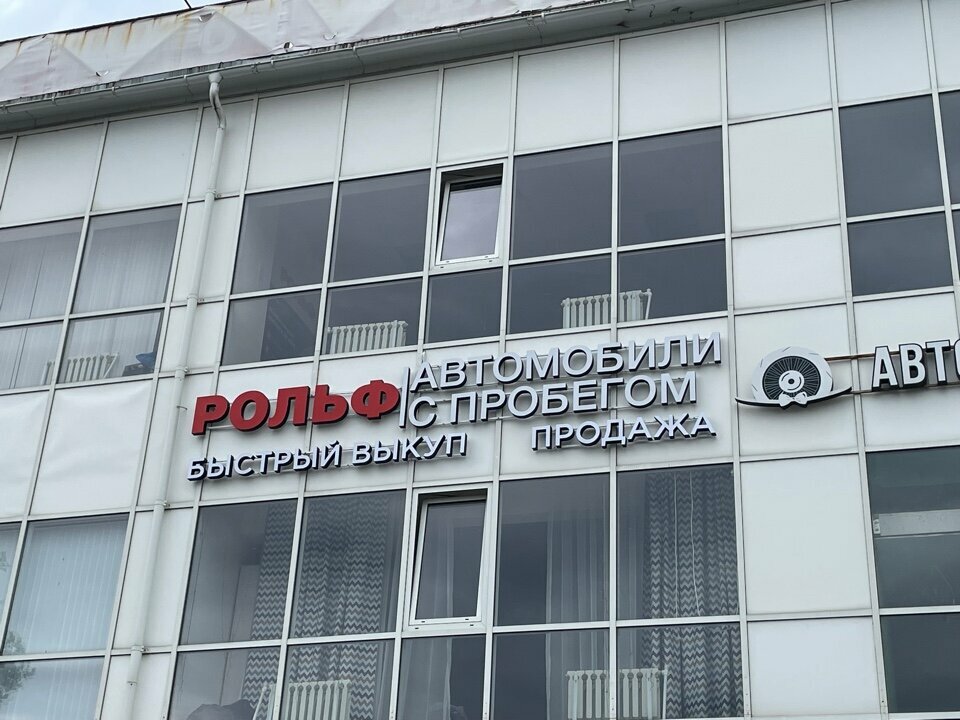 РОЛЬФ
АВТОМОБИЛИ
С ПРОБЕГОМ
БЫСТРЫЙ ВЫКУП
ПРОДАЖА